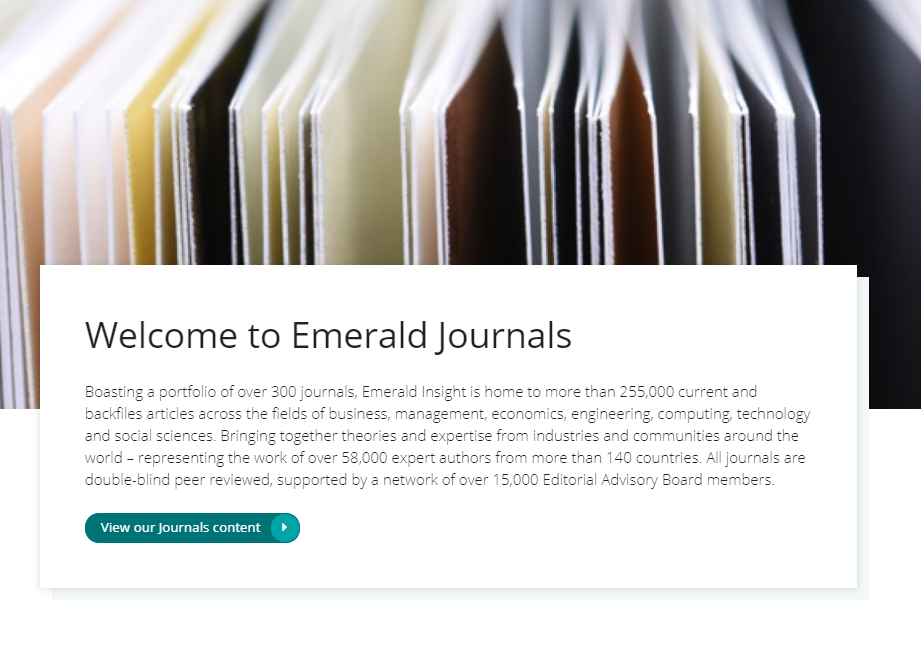 Welcome to Emerald Journals
Boasting a portfolio of over 300 journals, Emerald Insight is home to more than 255,000 current and
backfiles articles across the fields of business, management, economics, engineering, computing, technology
and social sciences. Bringing together theories and expertise from industries and communities around the
world – representing the work of over 58,000 expert authors from more than 140 countries. All journals are
double-blind peer reviewed, supported by a network of over 15,000 Editorial Advisory Board members.
View our Journals content